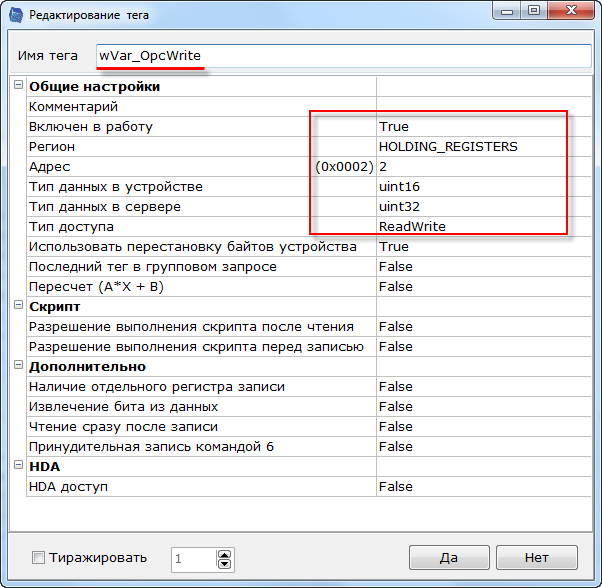 Редактирование тега
Имя тега wVar_OpcWrite
Общие настройки
Комментарий
Включен в работу True
Регион HOLDING_REGISTERS
Адрес (0x0002) 2
Тип данных в устройстве uint16
Тип данных в сервере uint32
Тип доступа ReadWrite
Использовать перестановку байтов устройства True
Последний тег в групповом запросе False
Пересчет (A*X + B) False
Скрипт
Разрешение выполнения скрипта после чтения False
Разрешение выполнения скрипта перед записью False
Дополнительно
Наличие отдельного регистра записи False
Извлечение бита из данных False
Чтение сразу после записи False
Принудительная запись командой 6 False
HDA
HDA доступ False
Тиражировать 1 Да Нет